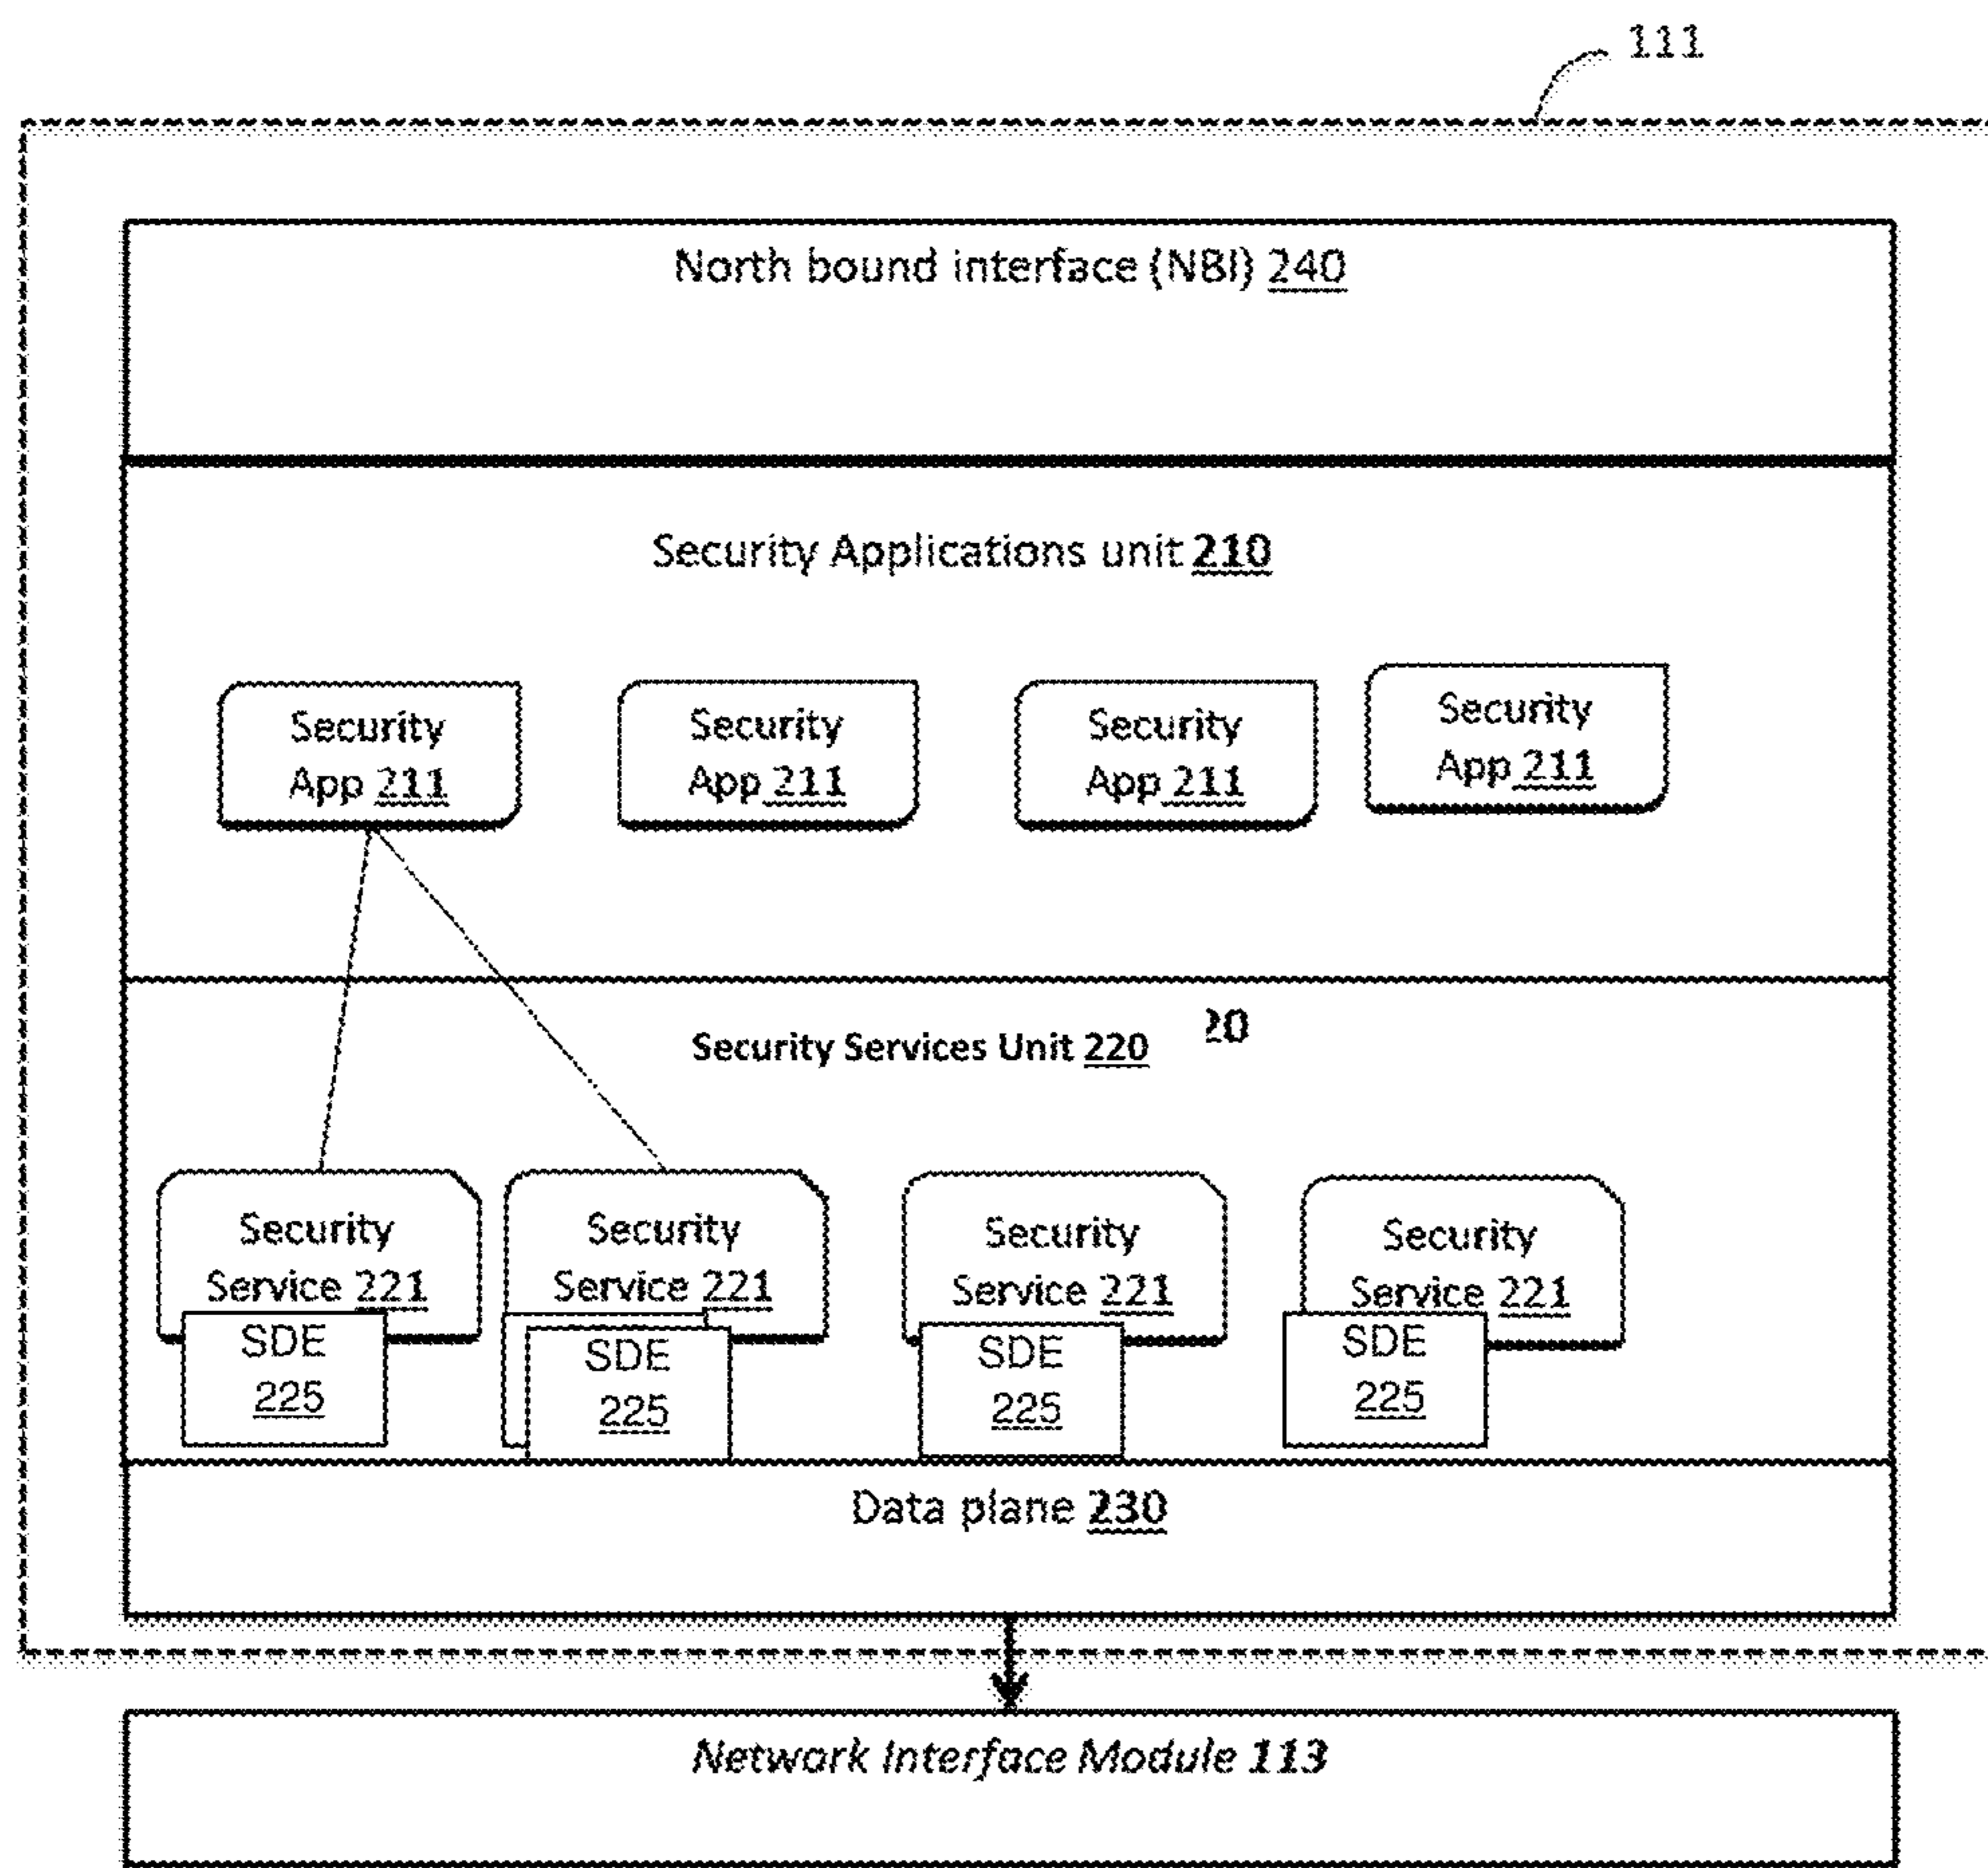 111
North bound interface (NBI) 240
Security Applications unit 210
Security
App 211
Security
App 211
Security
App 211
Security
App 211
20
Security Services Unit 220
Security
Service 221
Security
Service 221
Security
Service 221
Security
Service 221
SDE
225
SDE
225
SDE
225
SDE
225
Data plane 230
Network Interface Module 113